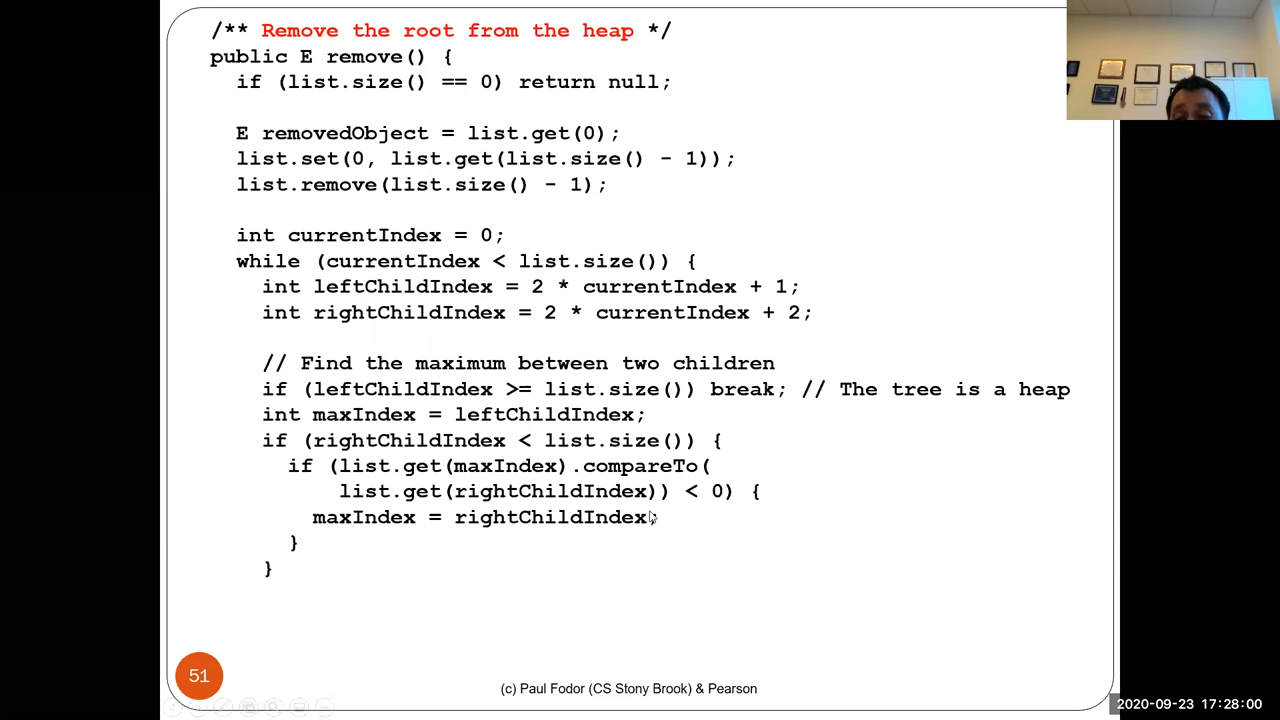 /** Remove the root from the heap */
public E remove() {
if (list.size() == 0) return null;
E removedObject = list.get(0);
list.set(0, list.get(list.size() - 1));
list.remove(list.size() - 1);
int currentIndex = 0;
while (currentIndex < list.size()) {
int leftChildIndex = 2 * currentIndex + 1;
int rightChildIndex = 2 * currentIndex + 2;
// Find the maximum between two children
if (leftChildIndex >= list.size()) break; // The tree is a heap
int maxIndex = leftChildIndex;
if (rightChildIndex < list.size()) {
if (list.get(maxIndex).compareTo(
list.get(rightChildIndex)) < 0) {
maxIndex = rightChildIndex;
}
}
51
(c) Paul Fodor (CS Stony Brook) & Pearson
2020-09-23 17:28:00